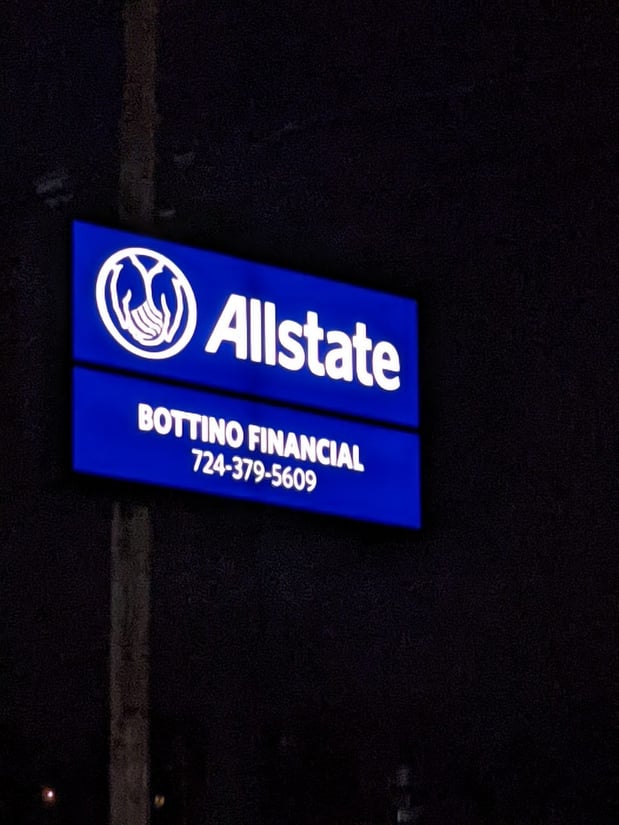 Allstate
BOTTINO FINANCIAL
724-379-5609